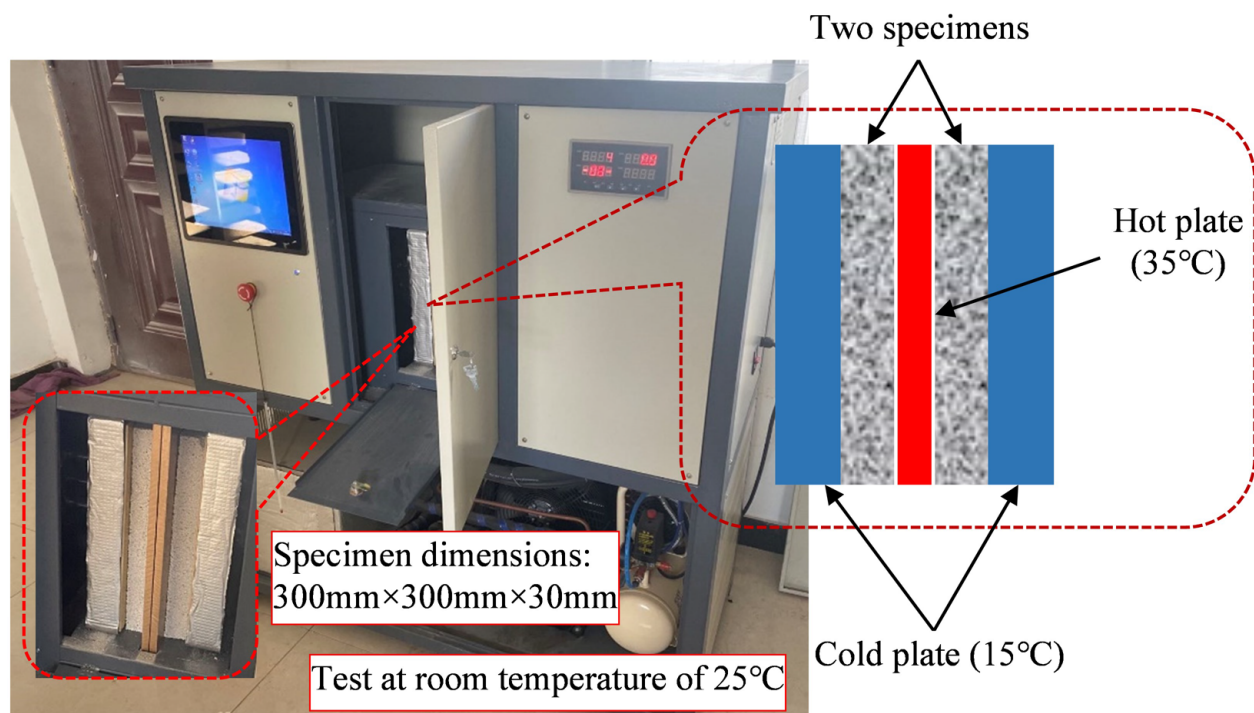 Two specimens
Hot plate
(35℃)
Specimen dimensions:
300mm×300mm×30mm
Cold plate (15℃)
Test at room temperature of 25℃